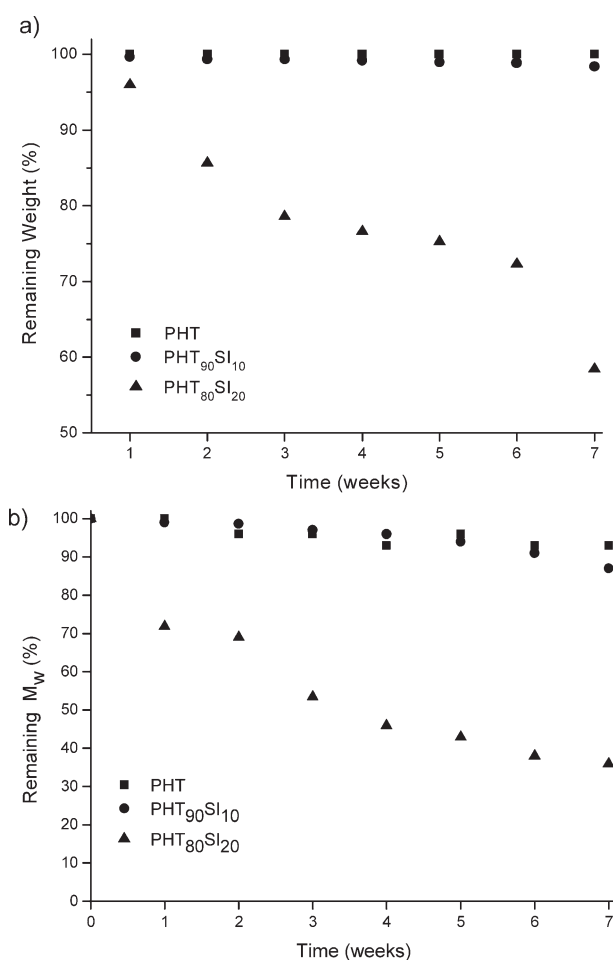 a)
100
90
80
70
60
50
Remaining Weight (%)
PHT
PHT₉₀SI₁₀
PHT₈₀SI₂₀
1 2 3 4 5 6 7
Time (weeks)
b)
100
90
80
70
60
50
40
30
20
10
0
Remaining M_W (%)
PHT
PHT₉₀SI₁₀
PHT₈₀SI₂₀
0 1 2 3 4 5 6 7
Time (weeks)